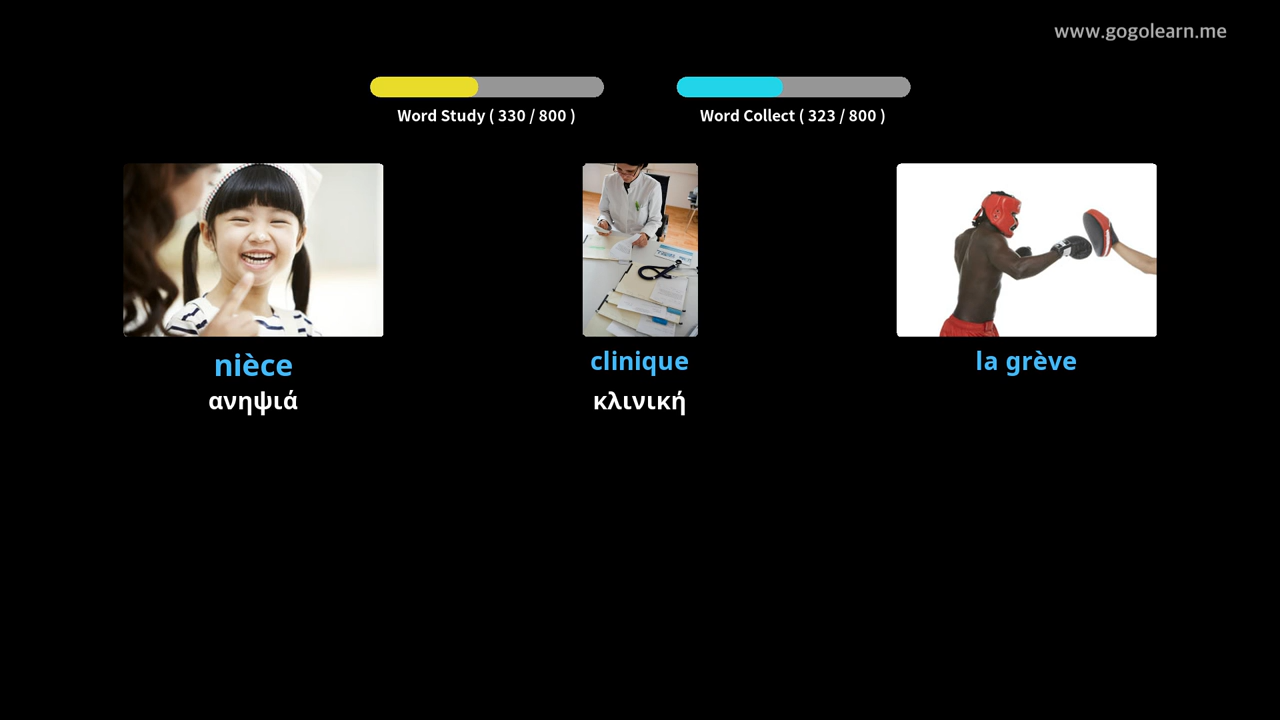 www.gogolearn.me
Word Study ( 330 / 800 )
Word Collect ( 323 / 800 )
nièce
ανηψιά
clinique
κλινική
la grève